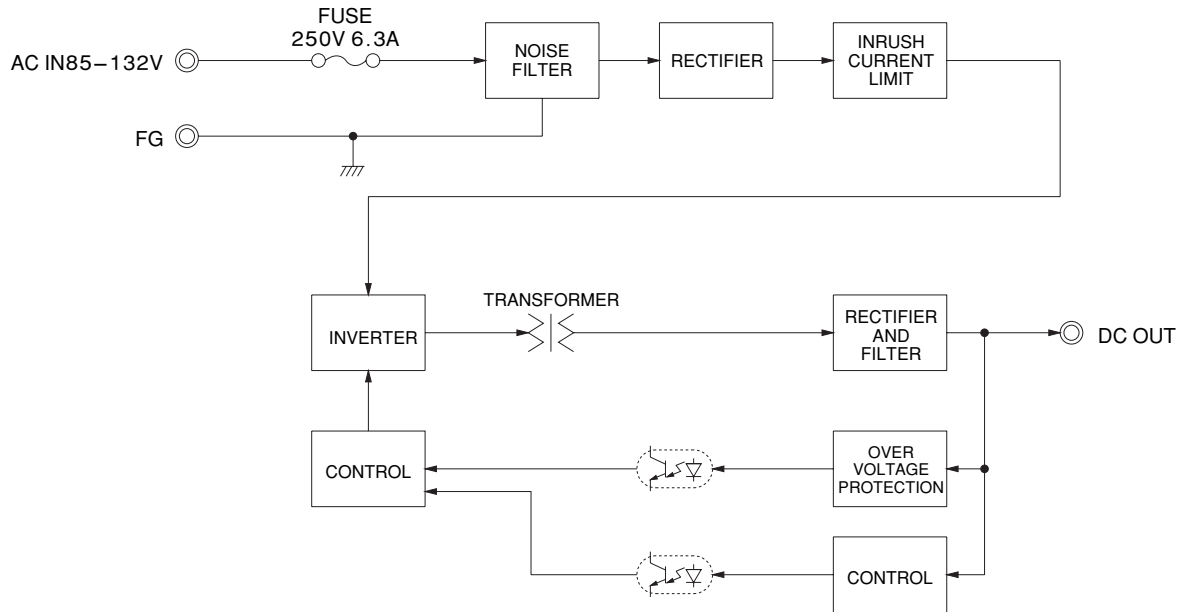 FUSE
250V 6.3A
AC IN85–132V
NOISE
FILTER
RECTIFIER
INRUSH
CURRENT
LIMIT
FG
TRANSFORMER
INVERTER
RECTIFIER
AND
FILTER
DC OUT
CONTROL
OVER
VOLTAGE
PROTECTION
CONTROL